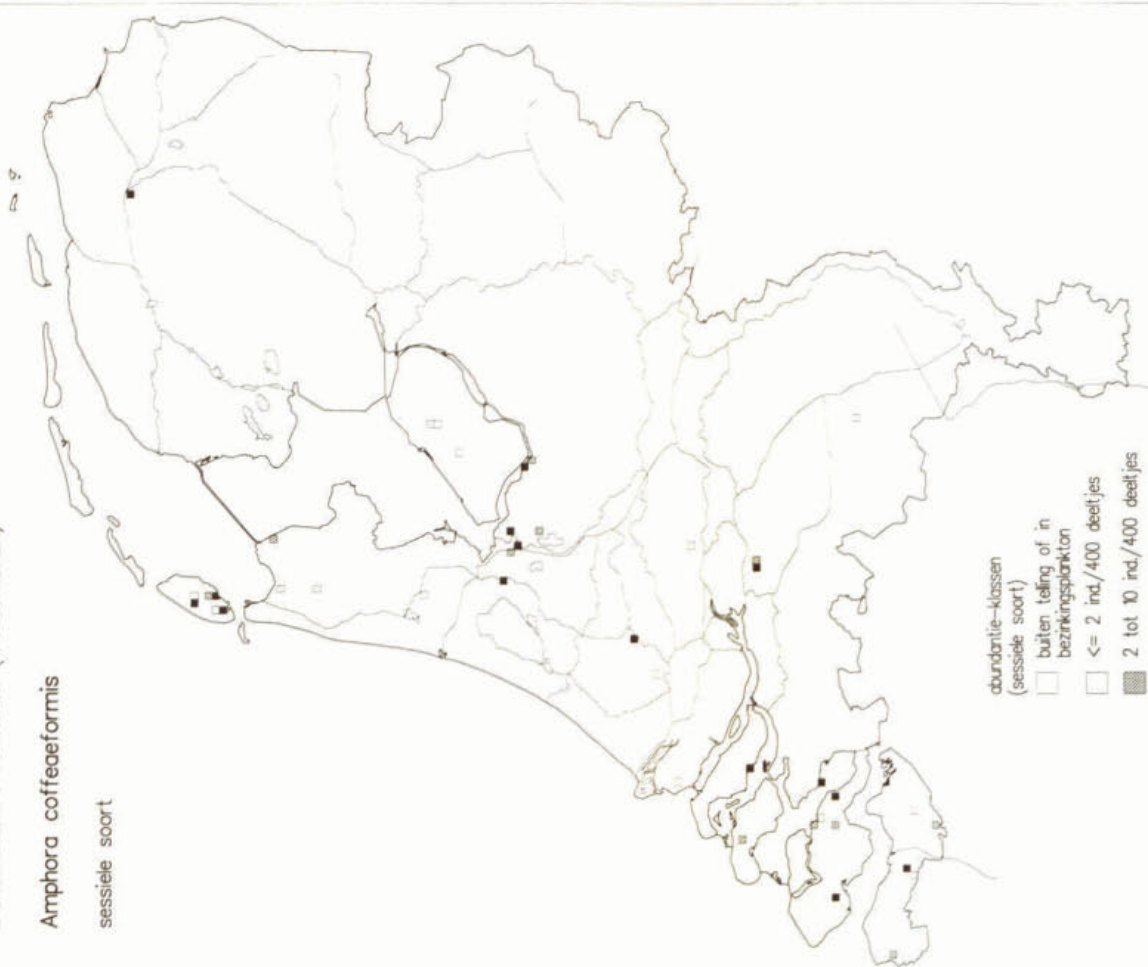 Amphora coffeaeformis
sessiele soort
abundantie-klassen
(sessiele soort)
buiten telling of in
bezinkingsplankton
<= 2 ind./400 deeltjes
2 tot 10 ind./400 deeltjes